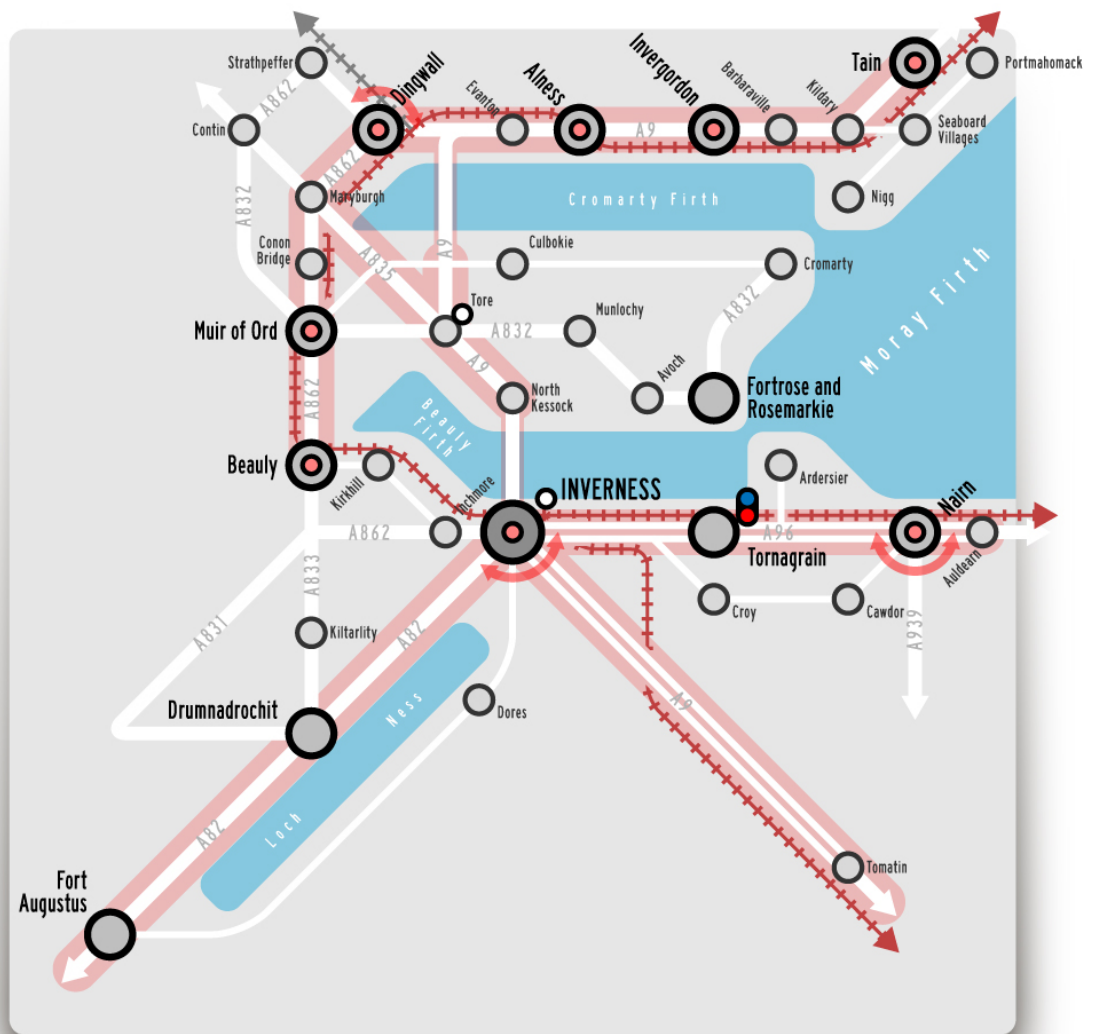 Strathpeffer
Dingwall
Alness
Invergordon
Tain
Portmahomack
A862
Evanton
Barbaraville
Kildary
Contin
A9
Seaboard
Villages
A862
Maryburgh
Cromarty Firth
Nigg
A832
Conon
Bridge
A835
A9
Culbokie
Cromarty
Moray Firth
Tore
Muir of Ord
A832
Munlochy
A832
A9
Avoch
A862
North
Kessock
Fortrose and
Rosemarkie
Beauly
Firth
Beauly
Kirkhill
Inchmore
INVERNESS
Ardersier
Nairn
A862
A96
Tornagrain
Auldearn
A833
Croy
Cawdor
A939
A831
Kiltarlity
A82
Drumnadrochit
Loch Ness
Dores
A9
A82
Tomatin
Fort
Augustus